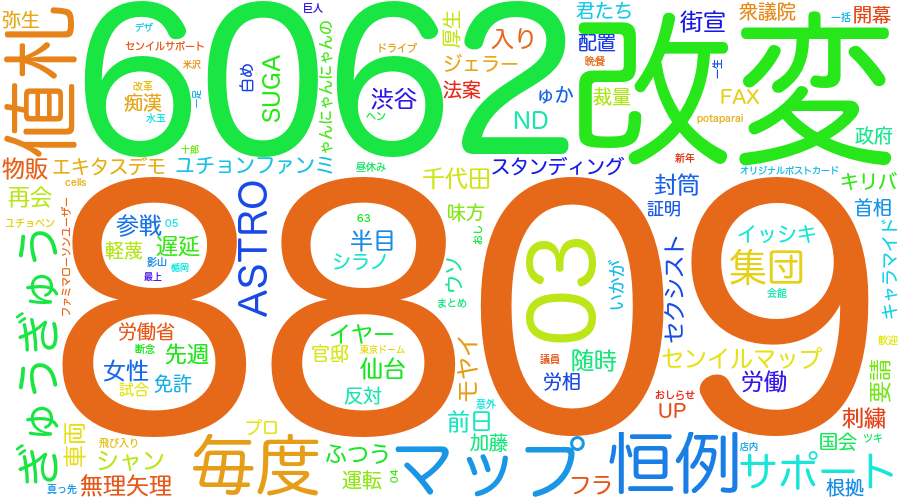 弥生
デザ
巨人
君たち
衆議院
一括
開幕
値札
センイルサポート
6062
ドライブ
厚生
入り
配置
街宣
改変
米沢
白め
SUGA
ジェラー
晩餐
一生
改革
痴漢
水玉
一足
渋谷
ヘン
ゃんにゃんにゃんの
法案
ND
ゅか
裁量
FAX
potaparai
政府
十郎
物販
エキタスデモ
ユチョンファンミ
昼休み
スタンディング
新年
オリジナルポストカード
キリバ
cells
再会
千代田
封筒
証明
首相
ユチョペン
ファミマローソンユーザー
参戦
05
ASTRO
63
味方
おし
8809
イッシキ
キャラマイド
軽蔑
遅延
半目
シラノ
影山
楯岡
最上
ウソ
まとめ
03
いかが
セクシスト
集団
会館
ぎゅうぎゅう
労働省
イヤー
断念
先週
官邸
東京ドーム
モヤイ
議員
随時
センイルマップ
歓迎
女性
免許
試合
仙台
反対
労相
労働
要請
おしらせ
UP
意外
前日
刺繍
プロ
加藤
車両
飛び入り
シャン
毎度
ふつう
マップ
恒例
国会
ツキ
店内
サポート
真っ先
無理矢理
運転
04
フラ
根拠